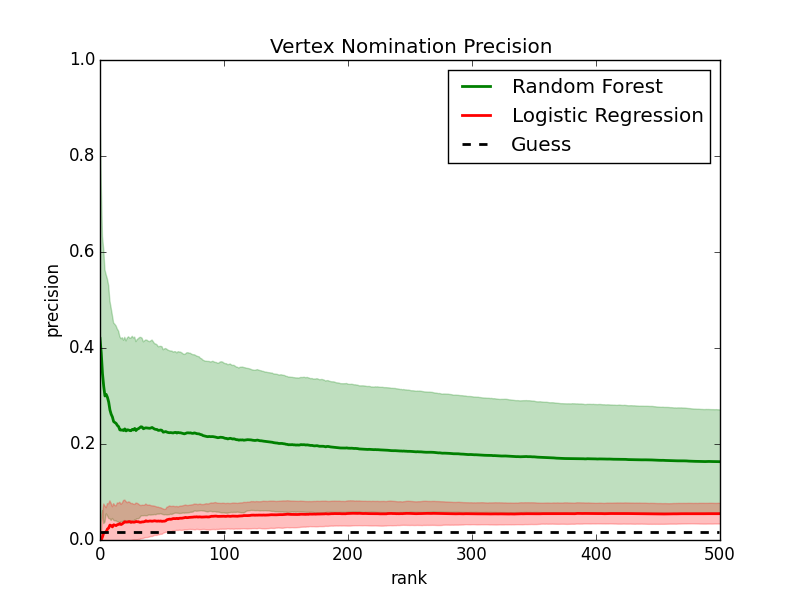 Vertex Nomination Precision
1.0
0.8
0.6
0.4
0.2
0.0
precision
Random Forest
Logistic Regression
Guess
0
100
200
300
400
500
rank